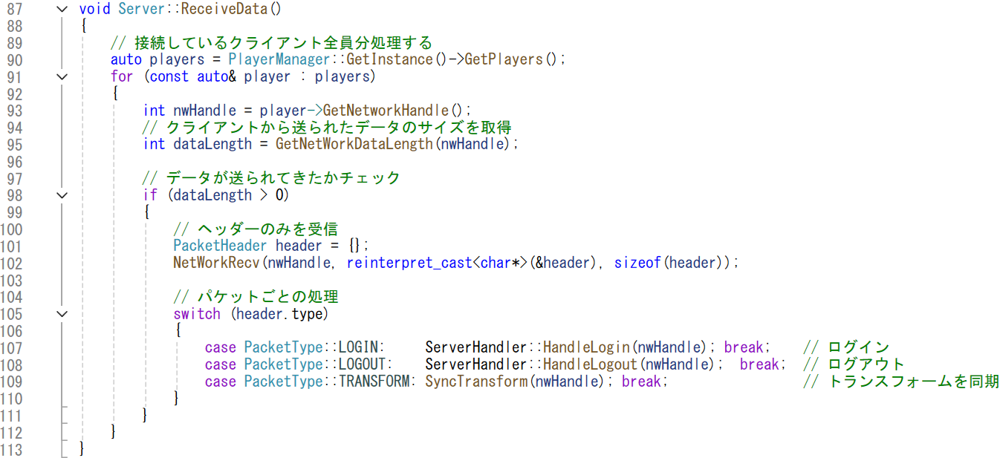 87 void Server::ReceiveData()
88 {
89 // 接続しているクライアント全員分処理する
90 auto players = PlayerManager::GetInstance()->GetPlayers();
91 for (const auto& player : players)
92 {
93 int nwHandle = player->GetNetworkHandle();
94 // クライアントから送られたデータのサイズを取得
95 int dataLength = GetNetWorkDataLength(nwHandle);
96
97 // データが送られてきたかチェック
98 if (dataLength > 0)
99 {
100 // ヘッダーのみを受信
101 PacketHeader header = {};
102 NetWorkRecv(nwHandle, reinterpret_cast<char*>(&header), sizeof(header));
103
104 // パケットごとの処理
105 switch (header.type)
106 {
107 case PacketType::LOGIN: ServerHandler::HandleLogin(nwHandle); break; // ログイン
108 case PacketType::LOGOUT: ServerHandler::HandleLogout(nwHandle); break; // ログアウト
109 case PacketType::TRANSFORM: SyncTransform(nwHandle); break; // トランスフォームを同期
110 }
111 }
112 }
113 }